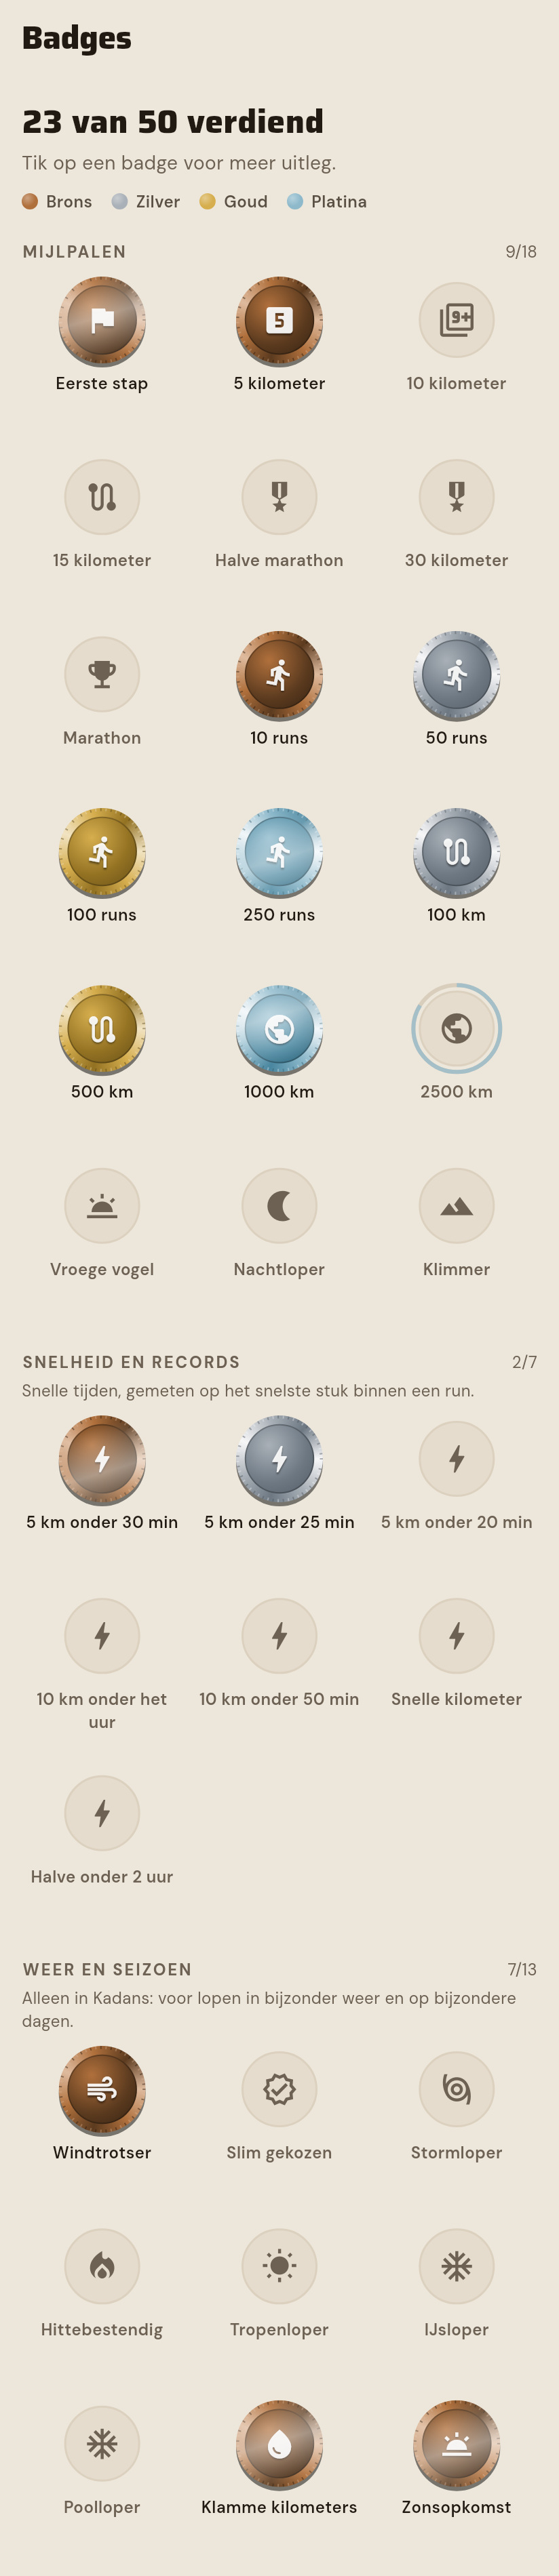 Badges
23 van 50 verdiend
Tik op een badge voor meer uitleg.
Brons Zilver Goud Platina
MIJLPALEN 9/18
5 9+
Eerste stap 5 kilometer 10 kilometer
15 kilometer Halve marathon 30 kilometer
Marathon 10 runs 50 runs
100 runs 250 runs 100 km
500 km 1000 km 2500 km
Vroege vogel Nachtloper Klimmer
SNELHEID EN RECORDS 2/7
Snelle tijden, gemeten op het snelste stuk binnen een run.
5 km onder 30 min 5 km onder 25 min 5 km onder 20 min
10 km onder het uur 10 km onder 50 min Snelle kilometer
Halve onder 2 uur
WEER EN SEIZOEN 7/13
Alleen in Kadans: voor lopen in bijzonder weer en op bijzondere
dagen.
Windtrotser Slim gekozen Stormloper
Hittebestendig Tropenloper IJsloper
Poolloper Klamme kilometers Zonsopkomst